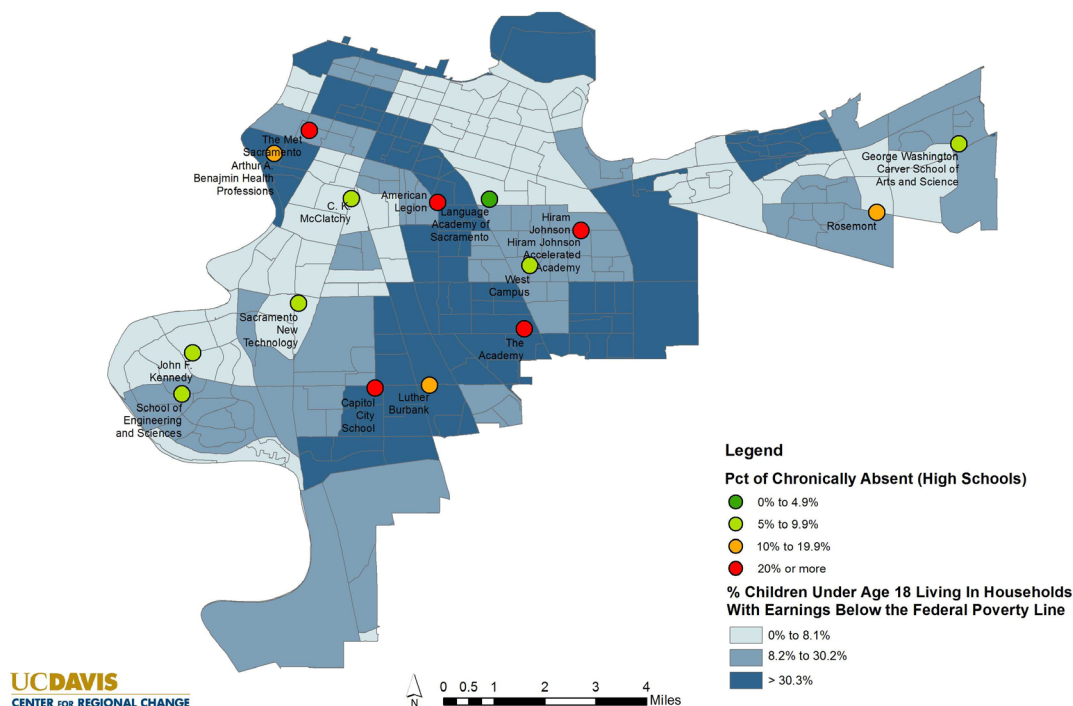 The Met
Sacramento
Arthur A.
Benajmin Health
Professions
C. K.
McClatchy
American
Legion
Language
Academy of
Sacramento
Hiram
Johnson
Hiram Johnson
Accelerated
Academy
West
Campus
George Washington
Carver School of
Arts and Science
Rosemont
Sacramento
New
Technology
The
Academy
John F.
Kennedy
School of
Engineering
and Sciences
Capitol
City
School
Luther
Burbank
Legend
Pct of Chronically Absent (High Schools)
0% to 4.9%
5% to 9.9%
10% to 19.9%
20% or more
% Children Under Age 18 Living In Households
With Earnings Below the Federal Poverty Line
0% to 8.1%
8.2% to 30.2%
> 30.3%
UCDAVIS
CENTER FOR REGIONAL CHANGE
N
0 0.5 1 2 3 4
Miles